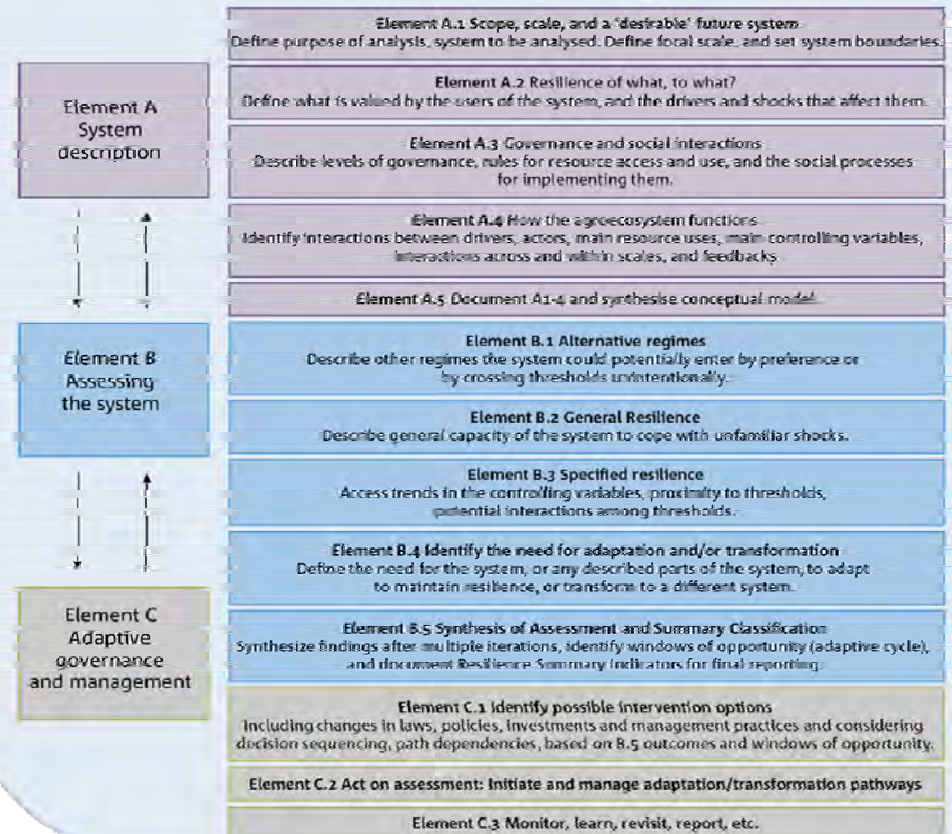 Element A
System
description
Element B
Assessing
the system
Element C
Adaptive
governance
and management
Element A.1 Scope, scale, and a 'desirable' future system
Define purpose of analysis, system to be analysed. Define focal scale, and set system boundaries.
Element A.2 Resilience of what, to what?
Define what is valued by the users of the system, and the drivers and shocks that affect them.
Element A.3 Governance and social interactions
Describe levels of governance, rules for resource access and use, and the social processes
for implementing them.
Element A.4 How the agroecosystem functions
Identify interactions between drivers, actors, main resource uses, main controlling variables,
interactions across and within scales, and feedbacks.
Element A.5 Document A1-4 and synthesise conceptual model.
Element B.1 Alternative regimes
Describe other regimes the system could potentially enter by preference or
by crossing thresholds unintentionally.
Element B.2 General Resilience
Describe general capacity of the system to cope with unfamiliar shocks.
Element B.3 Specified resilience
Access trends in the controlling variables, proximity to thresholds,
potential interactions among thresholds.
Element B.4 Identify the need for adaptation and/or transformation
Define the need for the system, or any described parts of the system, to adapt
to maintain resilience, or transform to a different system.
Element B.5 Synthesis of Assessment and Summary Classification
Synthesize findings after multiple iterations, identify windows of opportunity (adaptive cycle),
and document Resilience Summary Indicators for final reporting.
Element C.1 Identify possible intervention options
Including changes in laws, policies, investments and management practices and considering
decision sequencing, path dependencies, based on B.5 outcomes and windows of opportunity.
Element C.2 Act on assessment: Initiate and manage adaptation/transformation pathways
Element C.3 Monitor, learn, revisit, report, etc.